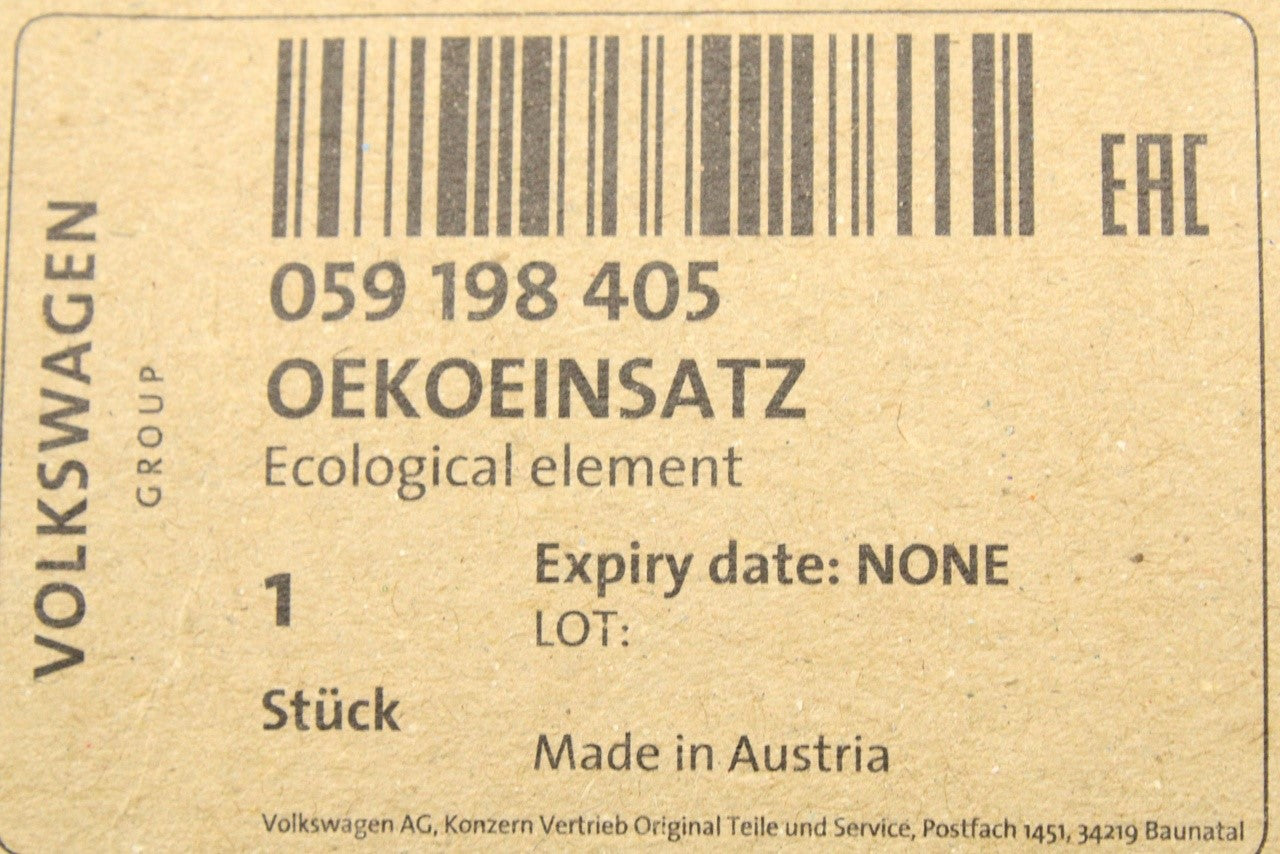 EAC
059 198 405
OEKOEINSATZ
Ecological element
VOLKSWAGEN
GROUP
Expiry date: NONE
1
LOT:
Stück
Made in Austria
Volkswagen AG, Konzern Vertrieb Original Teile und Service, Postfach 1451, 34219 Baunatal